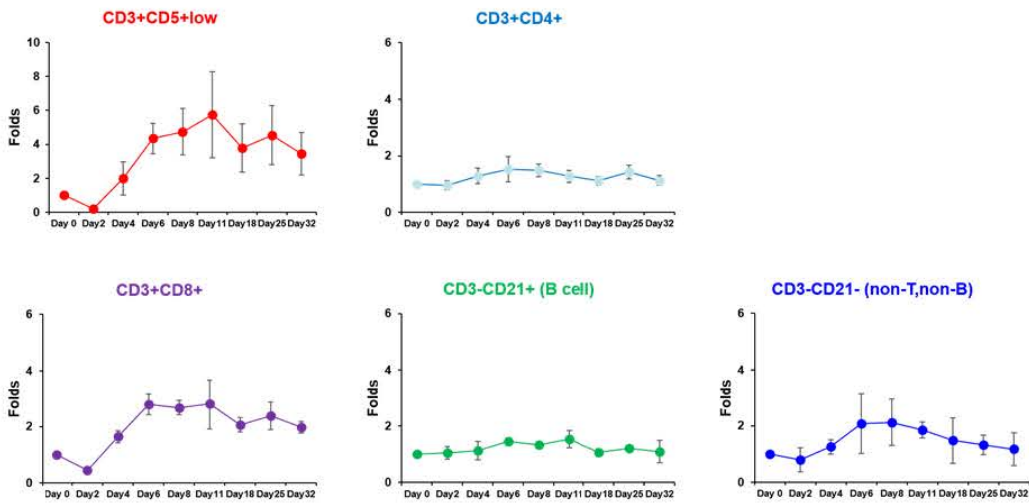 CD3+CD5+low
Folds
10
8
6
4
2
0
Day 0 Day2 Day4 Day6 Day8 Day11 Day18 Day25 Day32
CD3+CD4+
Folds
6
4
2
0
Day 0 Day2 Day4 Day6 Day8 Day11 Day18 Day25 Day32
CD3+CD8+
Folds
6
4
2
0
Day 0 Day2 Day4 Day6 Day8 Day11 Day18 Day25 Day32
CD3-CD21+ (B cell)
Folds
6
4
2
0
Day 0 Day2 Day4 Day6 Day8 Day11 Day18 Day25 Day32
CD3-CD21- (non-T,non-B)
Folds
6
4
2
0
Day 0 Day2 Day4 Day6 Day8 Day11 Day18 Day25 Day32